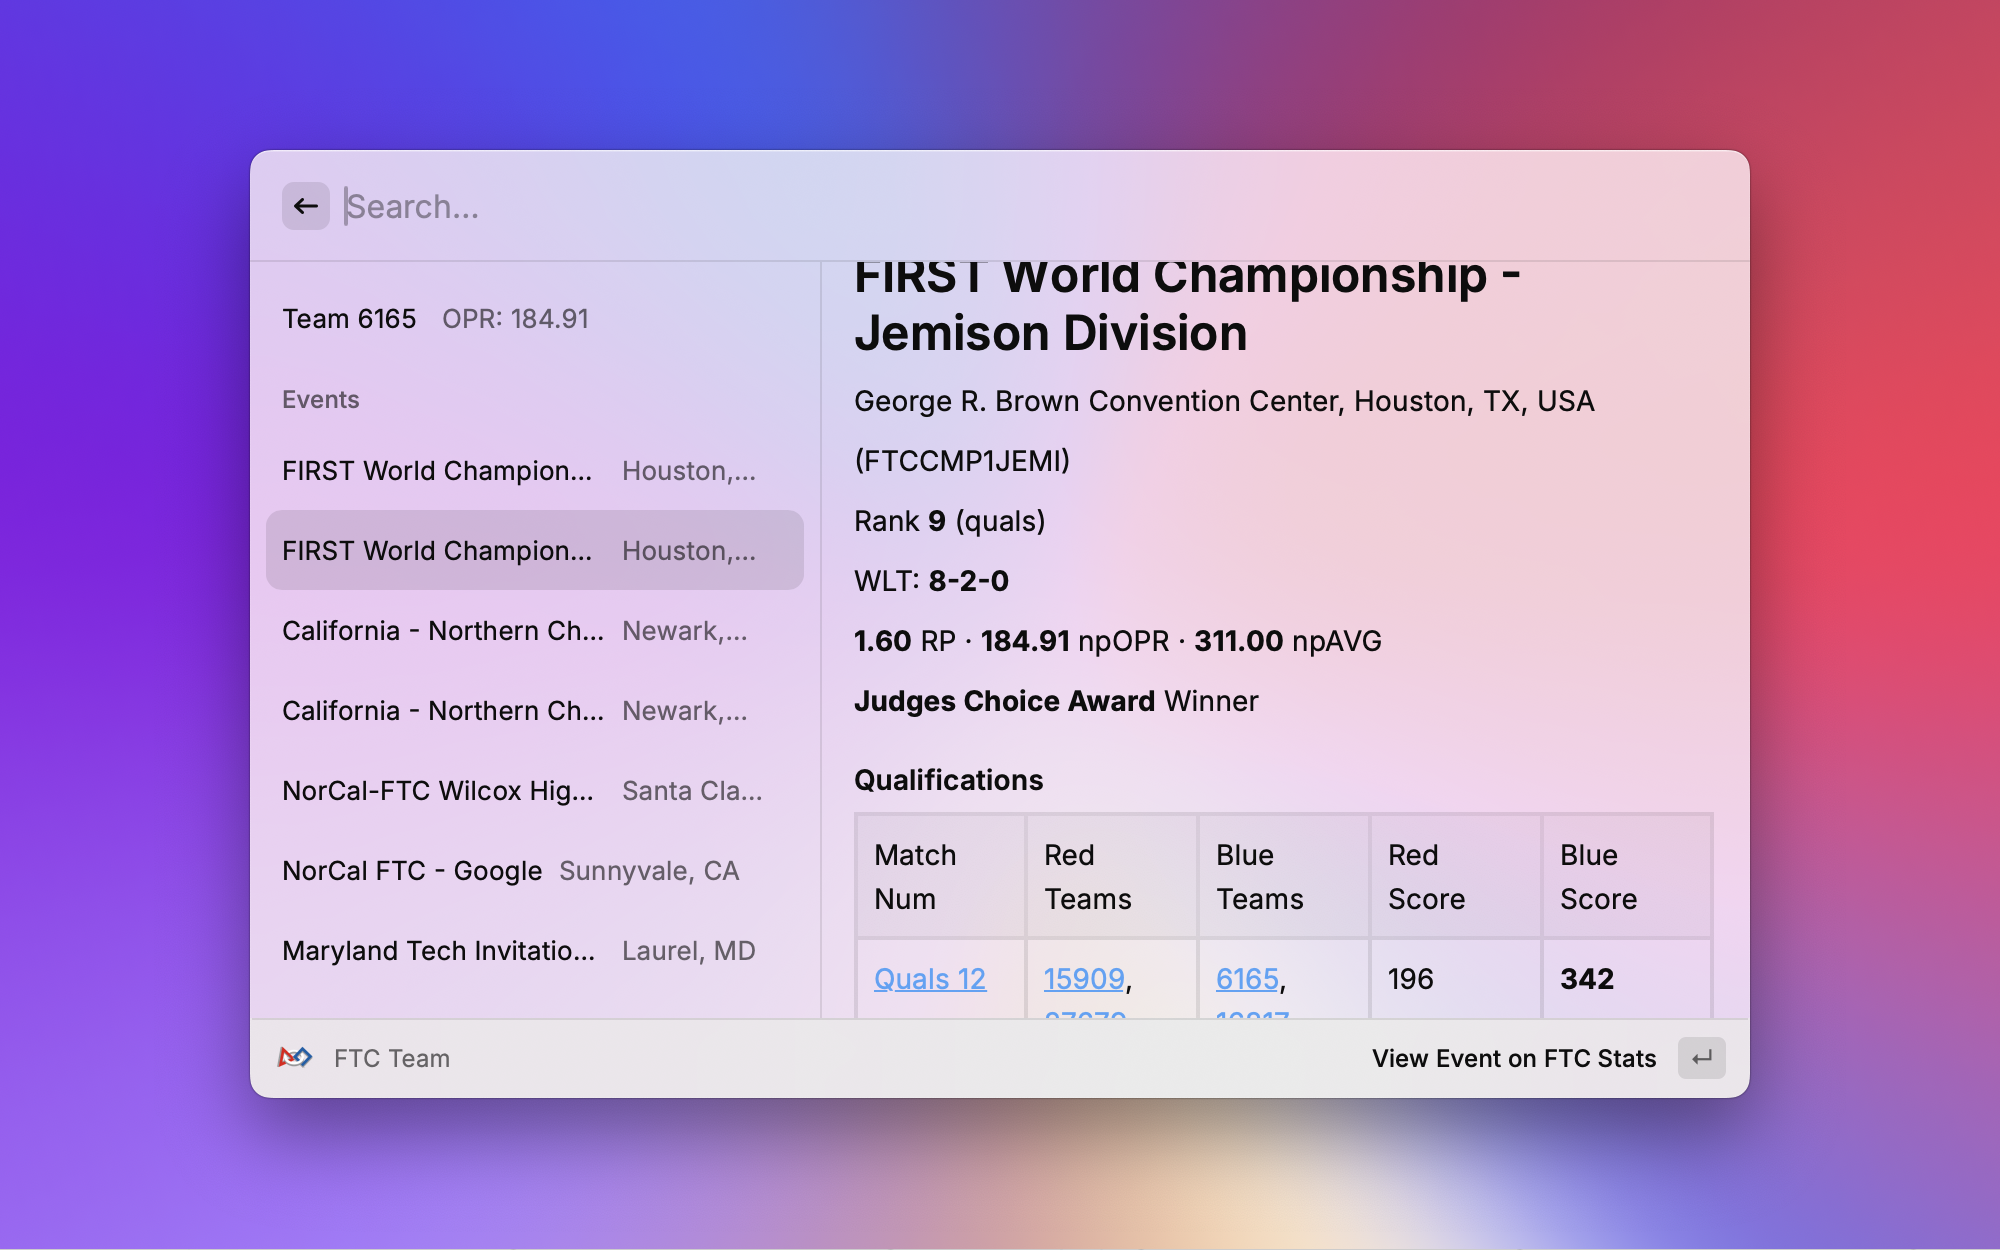 Search...
Team 6165 OPR: 184.91
Events
FIRST World Champion... Houston,...
FIRST World Champion... Houston,...
California - Northern Ch... Newark,...
California - Northern Ch... Newark,...
NorCal-FTC Wilcox Hig... Santa Cla...
NorCal FTC - Google Sunnyvale, CA
Maryland Tech Invitatio... Laurel, MD
FIRST World Championship -
Jemison Division
George R. Brown Convention Center, Houston, TX, USA
(FTCCMP1JEMI)
Rank 9 (quals)
WLT: 8-2-0
1.60 RP · 184.91 npOPR · 311.00 npAVG
Judges Choice Award Winner
Qualifications
Match Num
Red Teams
Blue Teams
Red Score
Blue Score
Quals 12
15909,
6165,
196
342
FTC Team
View Event on FTC Stats